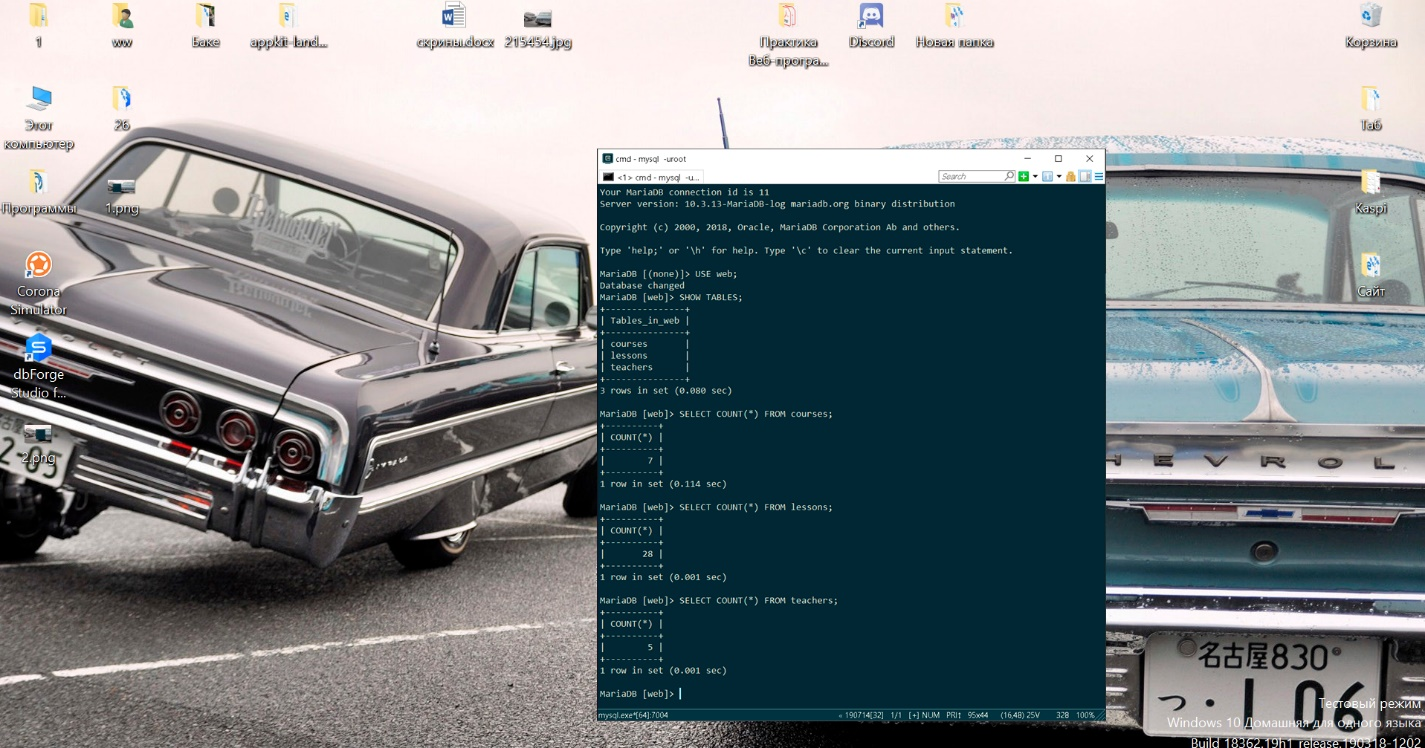 1
ww
Баке
appkit-land...
скрины.docx
215454.jpg
Практика
Веб-програ...
Discord
Новая папка
Корзина
Этот
компьютер
26
Таб
Программы
1.png
Kaspi
Corona
Simulator
Сайт
dbForge
Studio f...
2.png
cmd - mysql  -uroot
<1> cmd - mysql  -u...
Search
Your MariaDB connection id is 11
Server version: 10.3.13-MariaDB-log mariadb.org binary distribution
Copyright (c) 2000, 2018, Oracle, MariaDB Corporation Ab and others.
Type 'help;' or '\h' for help. Type '\c' to clear the current input statement.
MariaDB [(none)]> USE web;
Database changed
MariaDB [web]> SHOW TABLES;
+---------------+
| Tables_in_web |
+---------------+
| courses       |
| lessons       |
| teachers      |
+---------------+
3 rows in set (0.080 sec)
MariaDB [web]> SELECT COUNT(*) FROM courses;
+----------+
| COUNT(*) |
+----------+
|        7 |
+----------+
1 row in set (0.114 sec)
MariaDB [web]> SELECT COUNT(*) FROM lessons;
+----------+
| COUNT(*) |
+----------+
|       28 |
+----------+
1 row in set (0.001 sec)
MariaDB [web]> SELECT COUNT(*) FROM teachers;
+----------+
| COUNT(*) |
+----------+
|        5 |
+----------+
1 row in set (0.001 sec)
MariaDB [web]>
mysql.exe*[64]:7004
« 190714[32] 1/1 [+] NUM PRI↕ 95x44 (16,48) 25V 328 100%
HEVROL
名古屋830
つ・106
Тестовый режим
Windows 10 Домашняя для одного языка
Build 18362.19h1_release.190318-1202